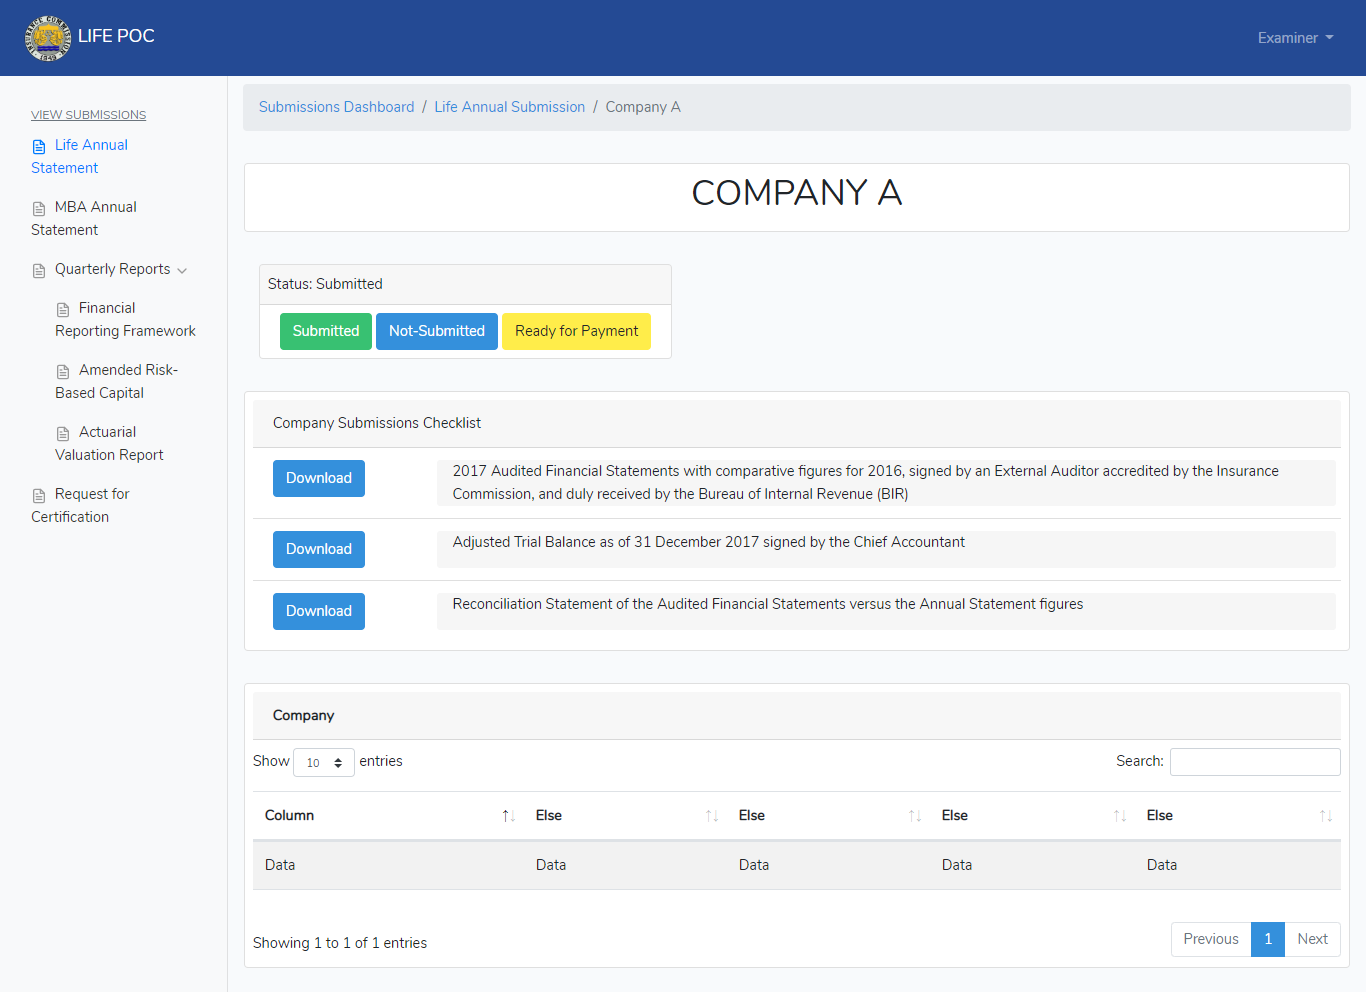 INSURANCE COMMISSION
1949
LIFE POC
Examiner
VIEW SUBMISSIONS
Life Annual
Statement
MBA Annual
Statement
Quarterly Reports
Financial
Reporting Framework
Amended Risk-
Based Capital
Actuarial
Valuation Report
Request for
Certification
Submissions Dashboard / Life Annual Submission / Company A
COMPANY A
Status: Submitted
Submitted Not-Submitted Ready for Payment
Company Submissions Checklist
Download 2017 Audited Financial Statements with comparative figures for 2016, signed by an External Auditor accredited by the Insurance
Commission, and duly received by the Bureau of Internal Revenue (BIR)
Download Adjusted Trial Balance as of 31 December 2017 signed by the Chief Accountant
Download Reconciliation Statement of the Audited Financial Statements versus the Annual Statement figures
Company
Show 10 entries Search:
Column Else Else Else Else
Data Data Data Data Data
Showing 1 to 1 of 1 entries Previous 1 Next